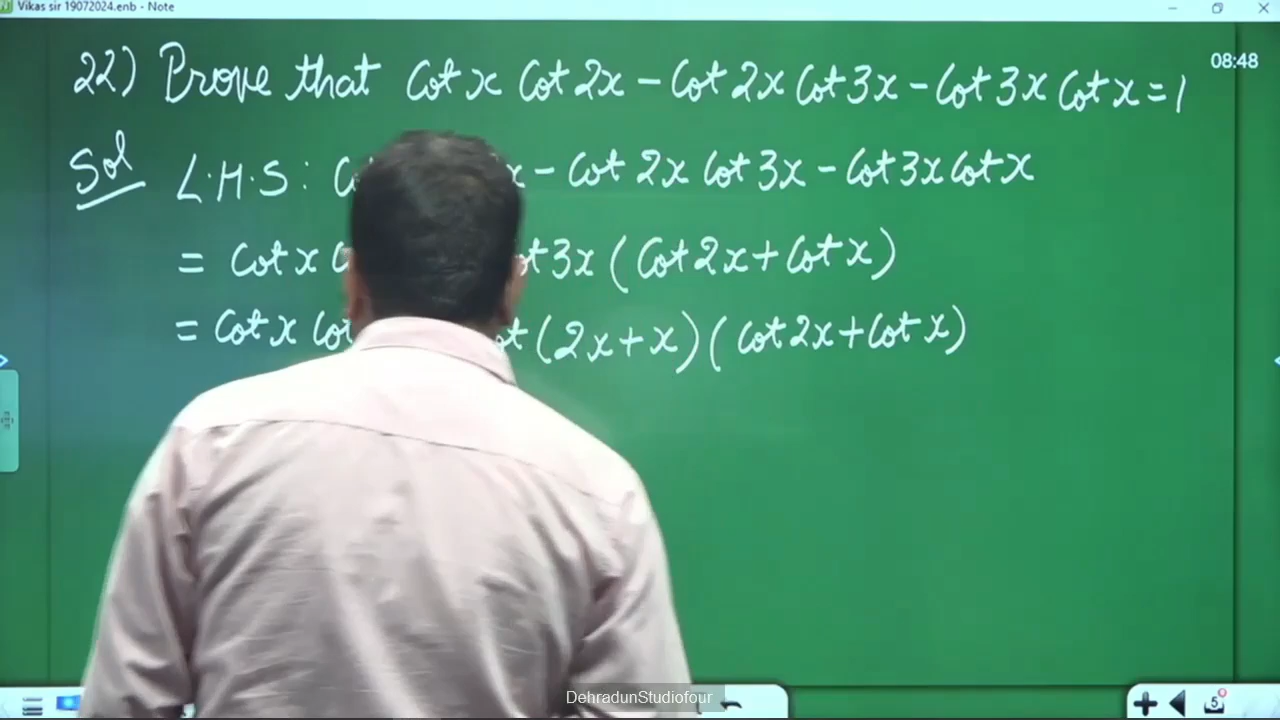 Vikas sir 19072024.enb - Note
08:48
22) Prove that Cot x Cot 2x - Cot 2x Cot 3x - Cot 3x Cot x = 1
Sol L.H.S : x - Cot 2x Cot 3x - Cot 3x Cot x
= Cot x 3x (Cot 2x + Cot x)
= Cot x Cot (2x + x) (Cot 2x + Cot x)
DehradunStudiofour
5